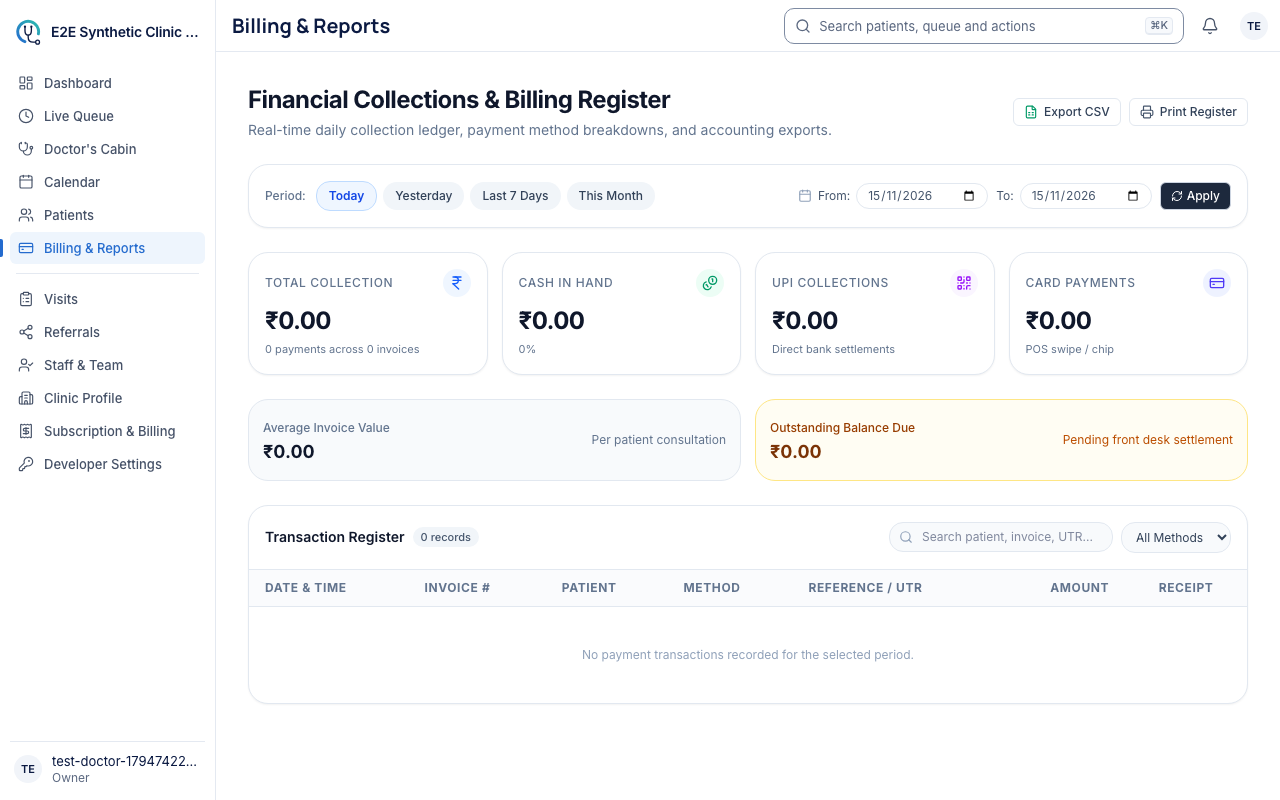 E2E Synthetic Clinic ...
Dashboard
Live Queue
Doctor's Cabin
Calendar
Patients
Billing & Reports
Visits
Referrals
Staff & Team
Clinic Profile
Subscription & Billing
Developer Settings
TE
test-doctor-17947422...
Owner
Billing & Reports
Search patients, queue and actions
⌘K
TE
Financial Collections & Billing Register
Real-time daily collection ledger, payment method breakdowns, and accounting exports.
Export CSV
Print Register
Period:
Today
Yesterday
Last 7 Days
This Month
From:
15/11/2026
To:
15/11/2026
Apply
TOTAL COLLECTION
₹0.00
0 payments across 0 invoices
CASH IN HAND
₹0.00
0%
UPI COLLECTIONS
₹0.00
Direct bank settlements
CARD PAYMENTS
₹0.00
POS swipe / chip
Average Invoice Value
₹0.00
Per patient consultation
Outstanding Balance Due
₹0.00
Pending front desk settlement
Transaction Register
0 records
Search patient, invoice, UTR...
All Methods
DATE & TIME
INVOICE #
PATIENT
METHOD
REFERENCE / UTR
AMOUNT
RECEIPT
No payment transactions recorded for the selected period.